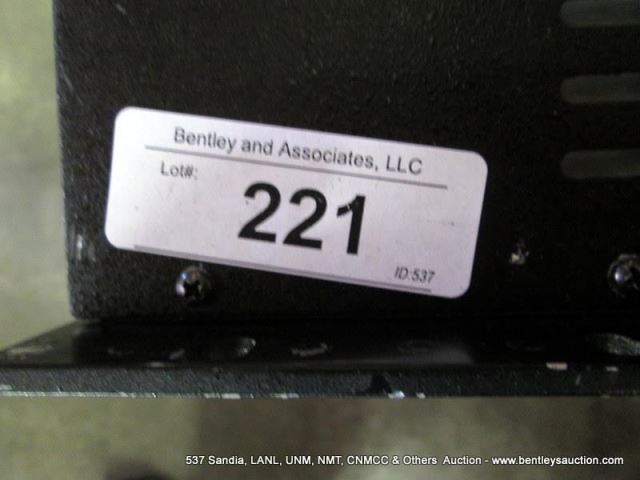 Bentley and Associates, LLC
Lot#:
221
ID:537
537 Sandia, LANL, UNM, NMT, CNMCC & Others Auction - www.bentleysauction.com